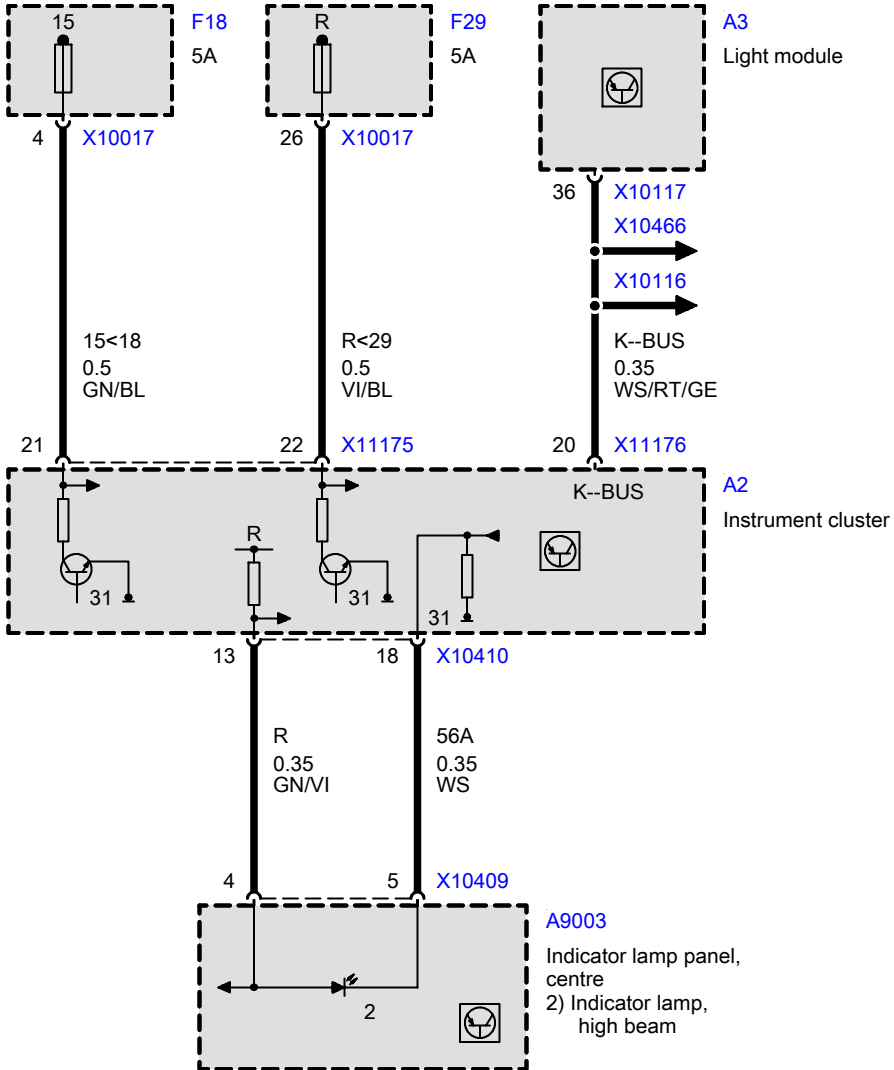 15
F18
5A
R
F29
5A
A3
Light module
4 X10017
26 X10017
36 X10117
X10466
X10116
15<18
0.5
GN/BL
R<29
0.5
VI/BL
K--BUS
0.35
WS/RT/GE
21
22 X11175
20 X11176
K--BUS
A2
Instrument cluster
R
31
31
31
13
18 X10410
R
0.35
GN/VI
56A
0.35
WS
4
5 X10409
A9003
Indicator lamp panel,
centre
2) Indicator lamp,
high beam
2